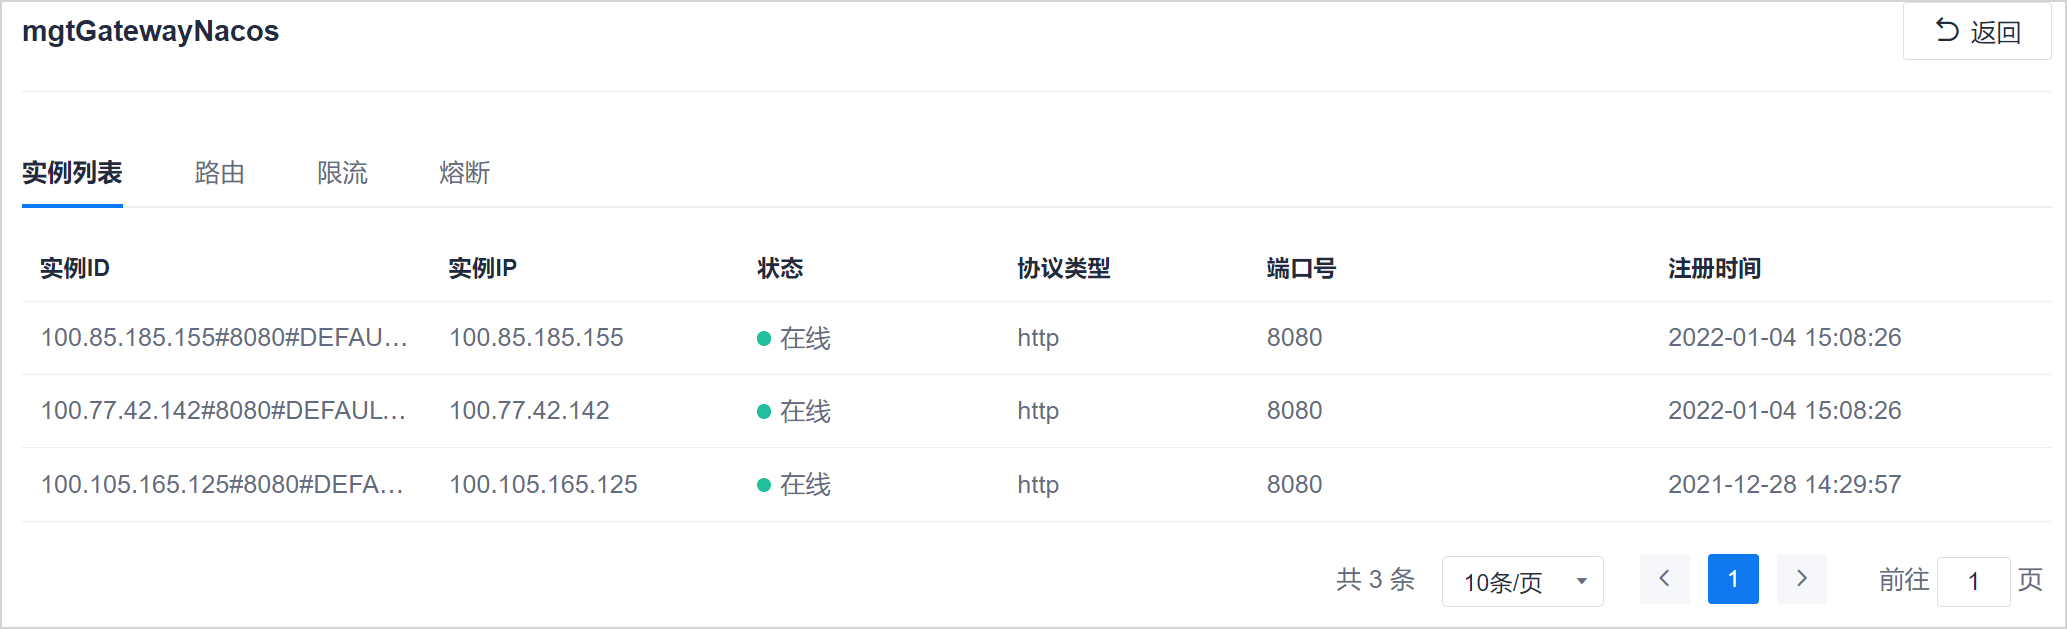 mgtGatewayNacos 返回
实例列表 路由 限流 熔断
实例ID 实例IP 状态 协议类型 端口号 注册时间
100.85.185.155#8080#DEFAU... 100.85.185.155 在线 http 8080 2022-01-04 15:08:26
100.77.42.142#8080#DEFAUL... 100.77.42.142 在线 http 8080 2022-01-04 15:08:26
100.105.165.125#8080#DEFA... 100.105.165.125 在线 http 8080 2021-12-28 14:29:57
共 3 条 10条/页 1 前往 1 页